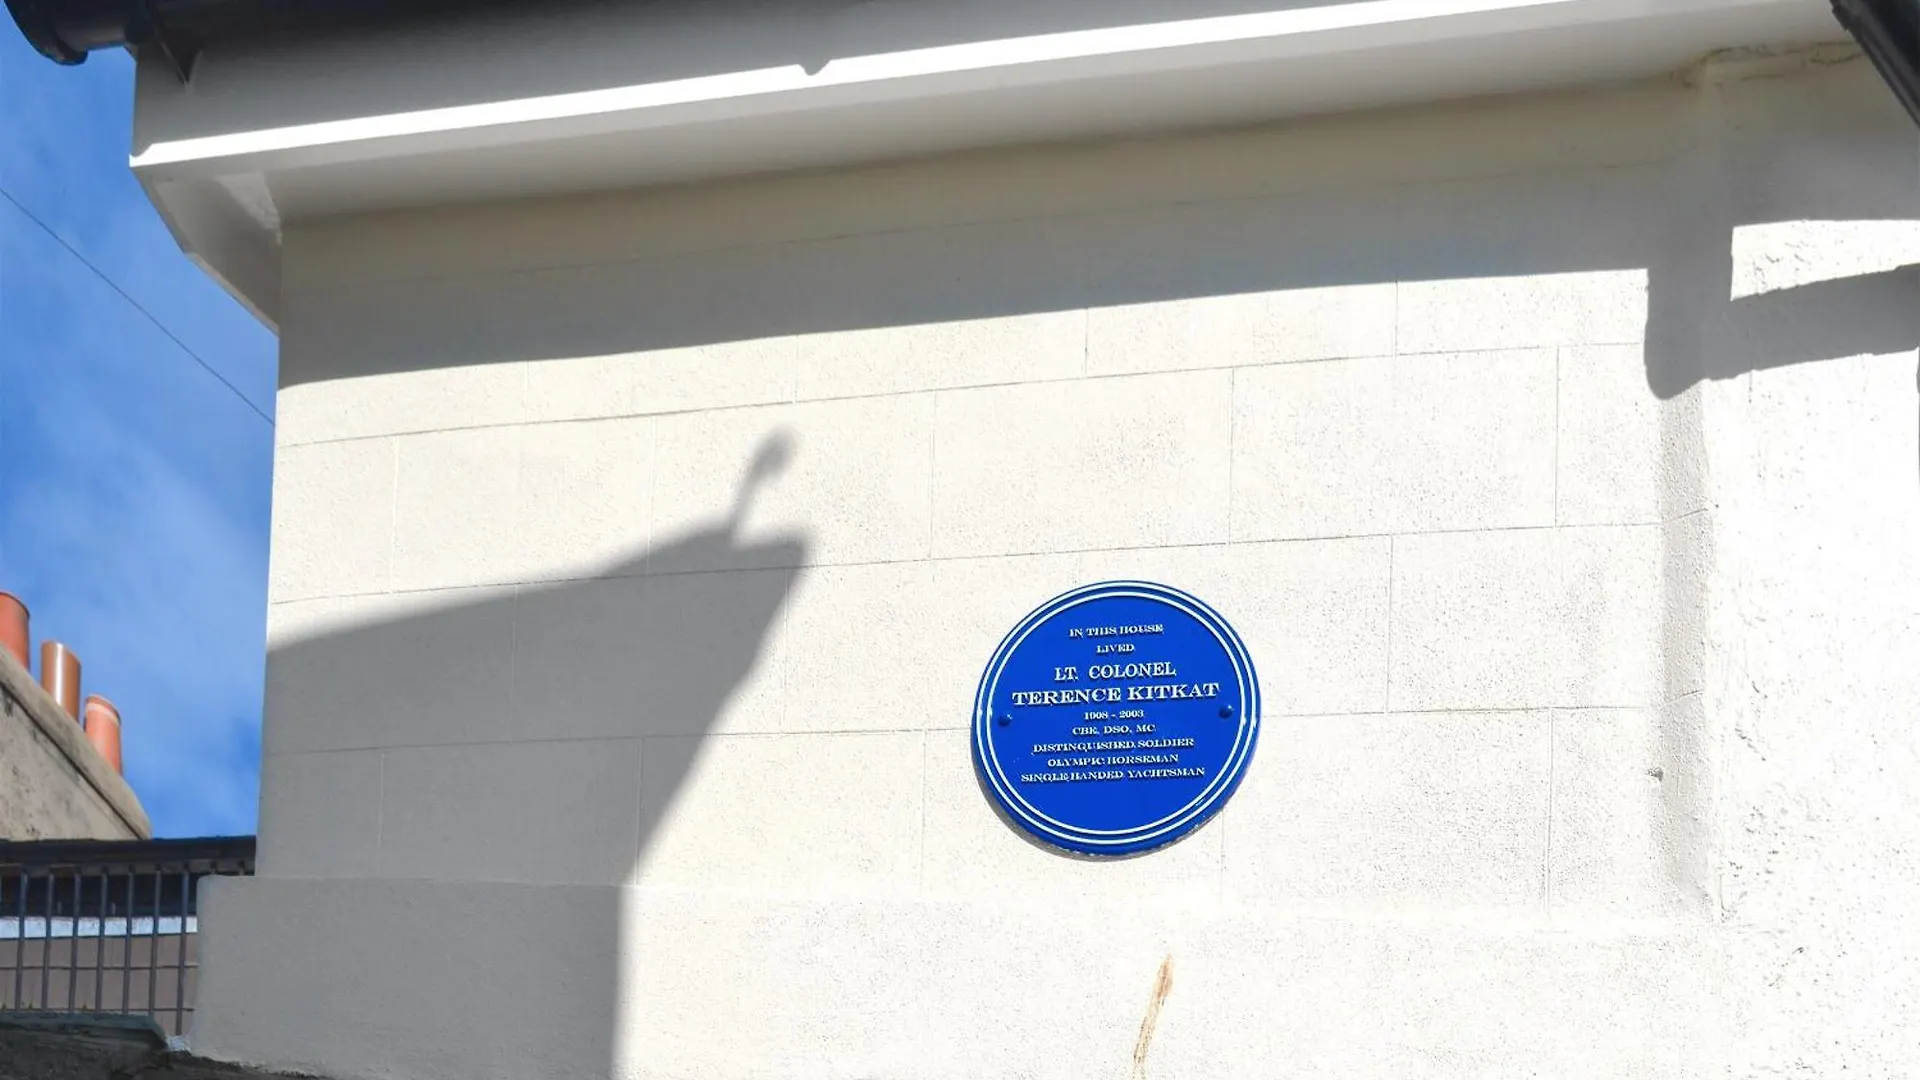 IN THIS HOUSE
LIVED
LT. COLONEL
TERENCE KITKAT
1908 - 2003
CBE, DSO, MC
DISTINGUISHED SOLDIER
OLYMPIC HORSEMAN
SINGLE HANDED YACHTSMAN